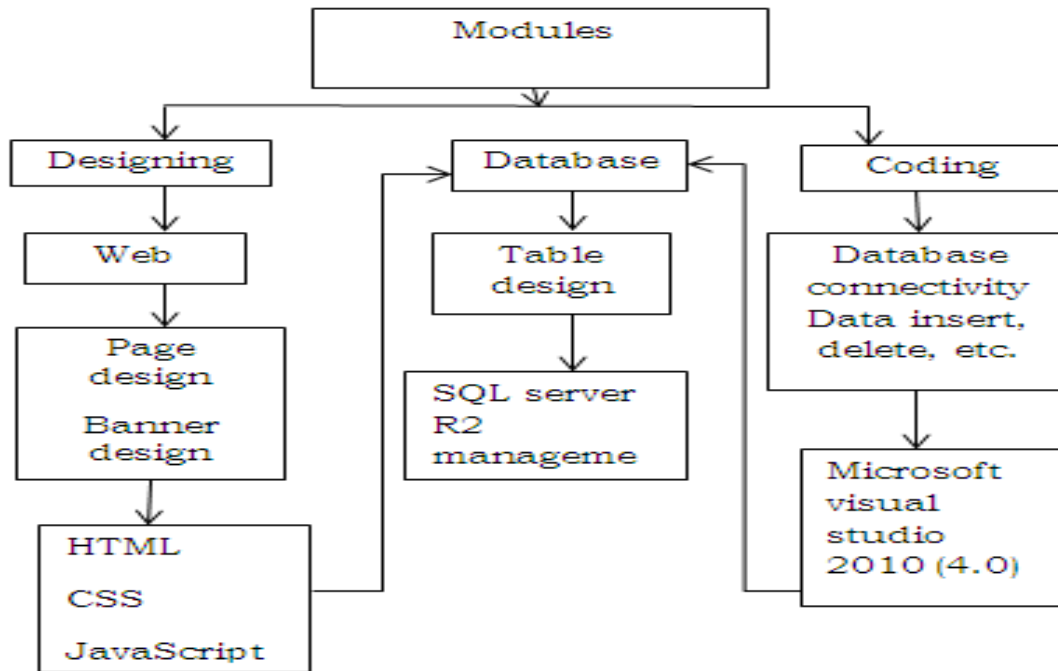 Modules
Designing
Database
Coding
Web
Table
design
Database
connectivity
Data insert,
delete, etc.
Page
design
Banner
design
SQL server
R2
manageme
Microsoft
visual
studio
2010 (4.0)
HTML
CSS
JavaScript